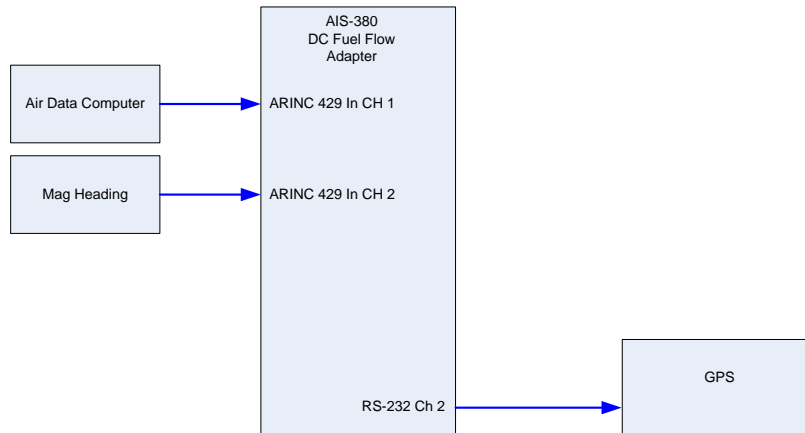 AIS-380
DC Fuel Flow
Adapter
Air Data Computer
ARINC 429 In CH 1
Mag Heading
ARINC 429 In CH 2
GPS
RS-232 Ch 2